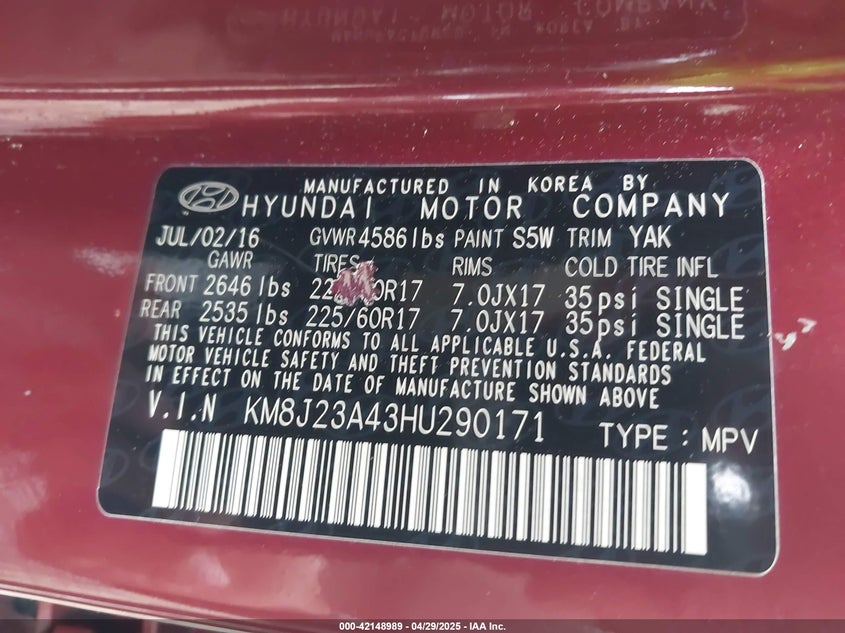 MANUFACTURED IN KOREA BY
HYUNDAI MOTOR COMPANY
JUL/02/16 GVWR 4586 lbs PAINT S5W TRIM YAK
GAWR TIRES RIMS COLD TIRE INFL
FRONT 2646 lbs 0R17 7.0JX17 35psi SINGLE
REAR 2535 lbs 225/60R17 7.0JX17 35psi SINGLE
THIS VEHICLE CONFORMS TO ALL APPLICABLE U.S.A. FEDERAL
MOTOR VEHICLE SAFETY AND THEFT PREVENTION STANDARDS
IN EFFECT ON THE DATE OF MANUFACTURE SHOWN ABOVE
V.I.N KM8J23A43HU290171 TYPE : MPV
000-42148989 | 04/29/2025 - IAA Inc.